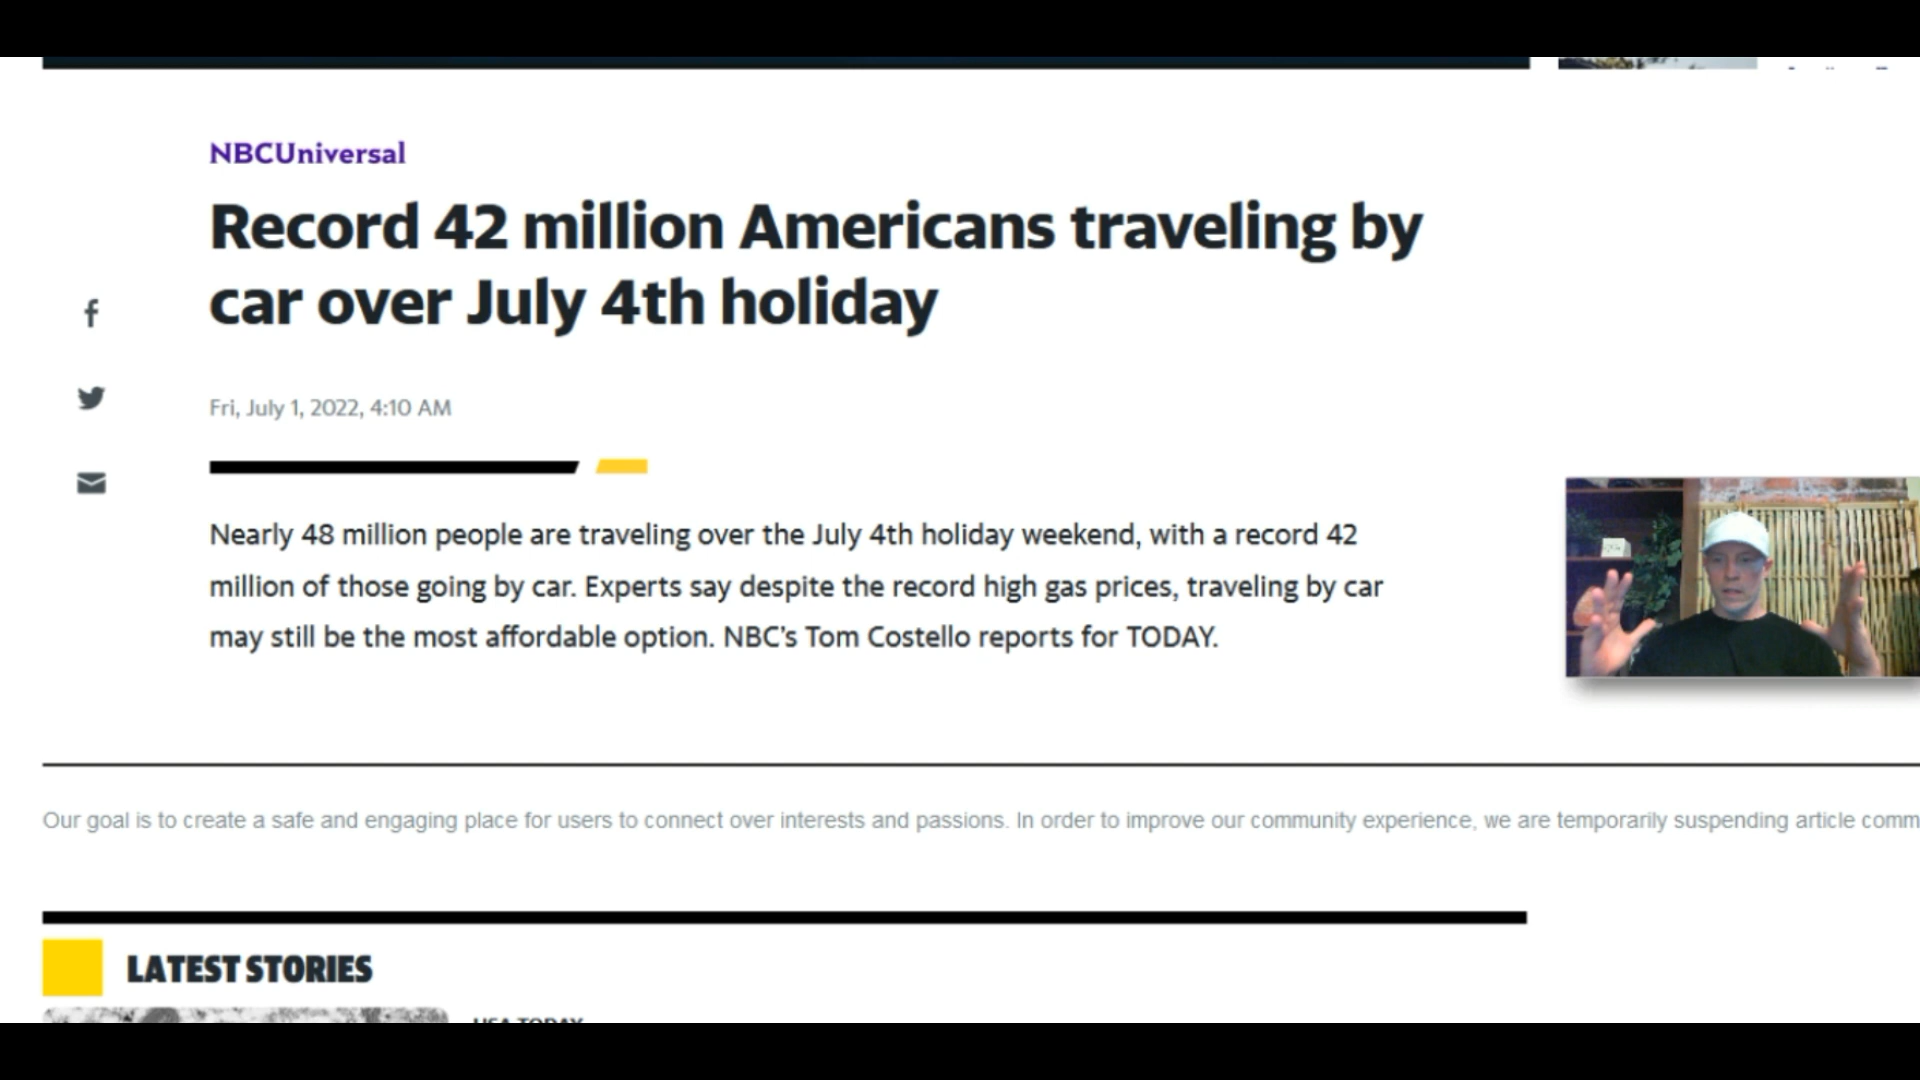 NBCUniversal
Record 42 million Americans traveling by
car over July 4th holiday
Fri, July 1, 2022, 4:10 AM
Nearly 48 million people are traveling over the July 4th holiday weekend, with a record 42
million of those going by car. Experts say despite the record high gas prices, traveling by car
may still be the most affordable option. NBC's Tom Costello reports for TODAY.
Our goal is to create a safe and engaging place for users to connect over interests and passions. In order to improve our community experience, we are temporarily suspending article comm
LATEST STORIES
USA TODAY